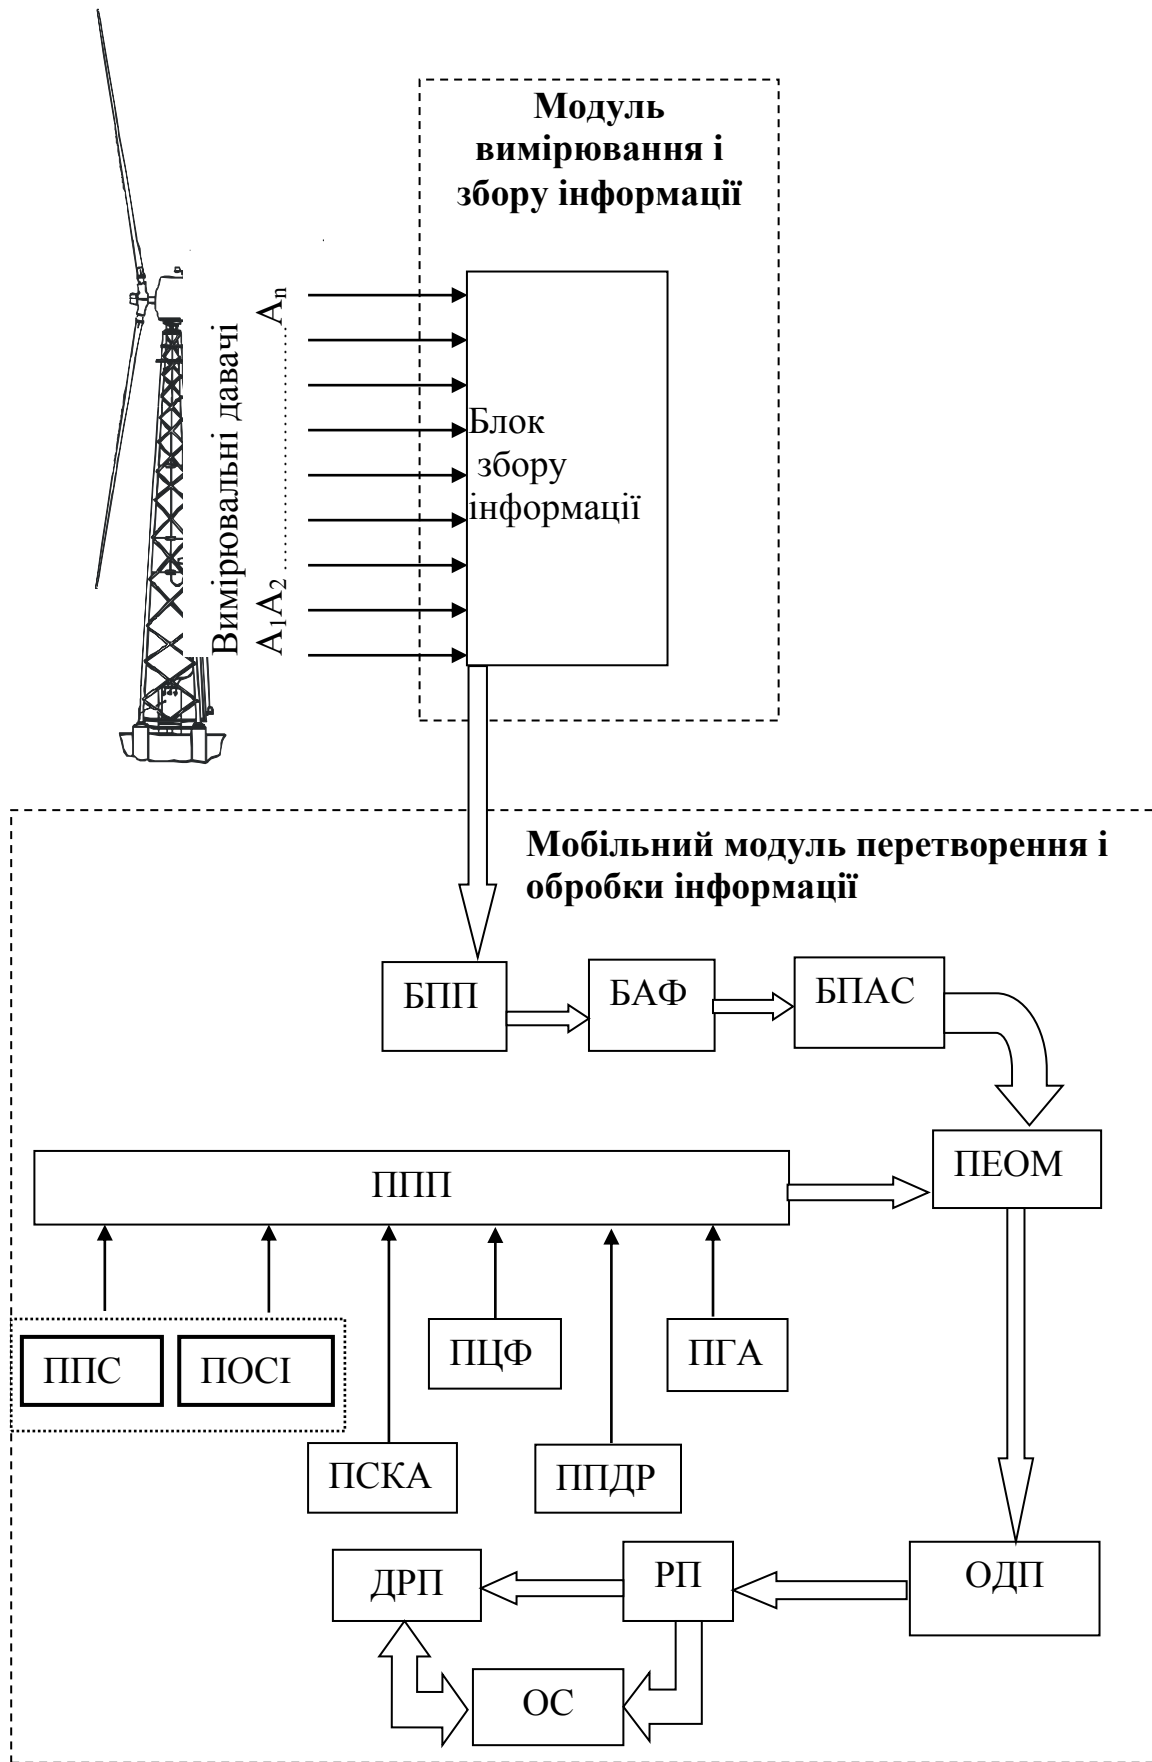 Модуль
вимірювання і
збору інформації
Вимірювальні давачі
A₁A₂ ........................ Aₙ
Блок
збору
інформації
Мобільний модуль перетворення і
обробки інформації
БПП
БАФ
БПАС
ПЕОМ
ППП
ППС
ПОСІ
ПЦФ
ПГА
ПСКА
ППДР
ДРП
РП
ОДП
ОС